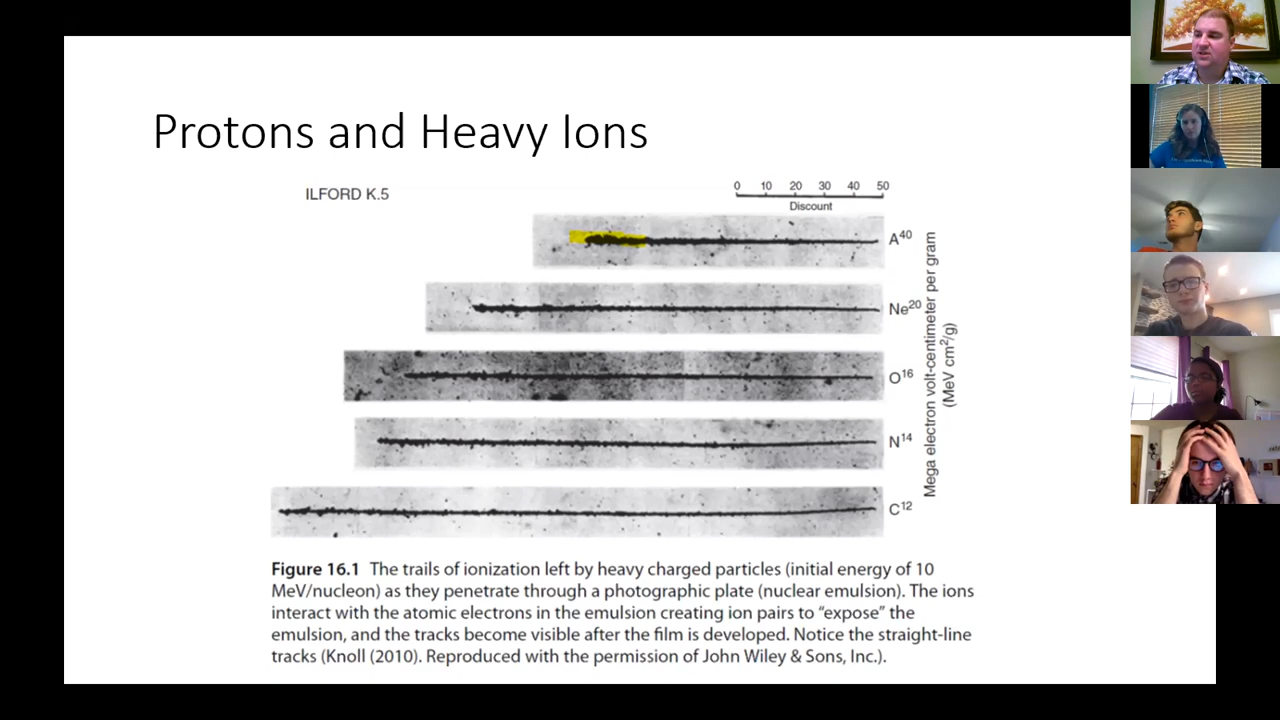 Protons and Heavy Ions
ILFORD K.5
0 10 20 30 40 50
Discount
A40
Ne20
O16
N14
C12
Mega electron volt-centimeter per gram
(MeV cm²/g)
Figure 16.1 The trails of ionization left by heavy charged particles (initial energy of 10
MeV/nucleon) as they penetrate through a photographic plate (nuclear emulsion). The ions
interact with the atomic electrons in the emulsion creating ion pairs to “expose” the
emulsion, and the tracks become visible after the film is developed. Notice the straight-line
tracks (Knoll (2010). Reproduced with the permission of John Wiley & Sons, Inc.).